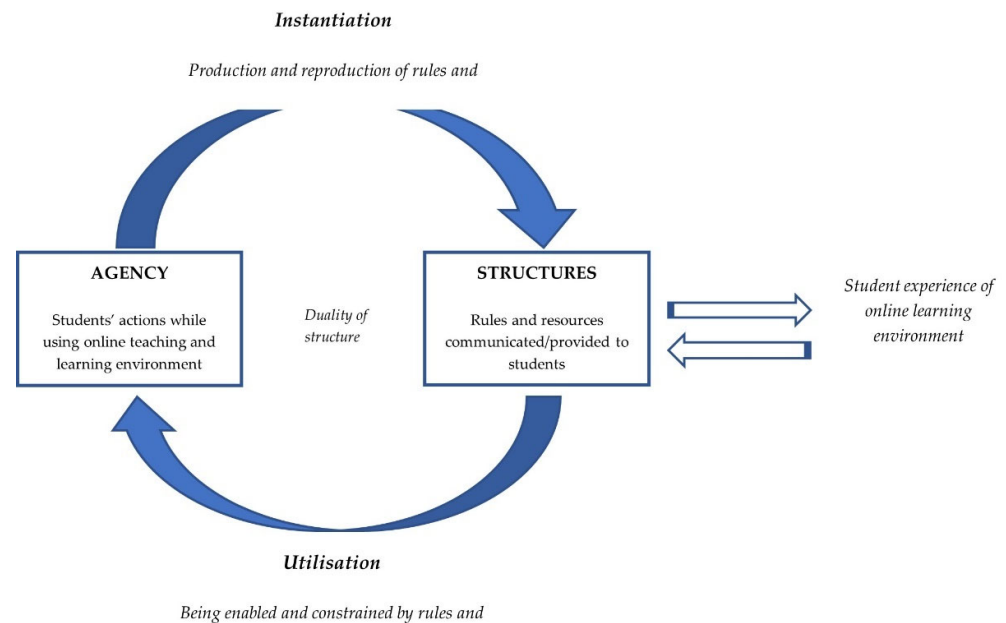 Instantiation
Production and reproduction of rules and
AGENCY
Students’ actions while
using online teaching and
learning environment
Duality of
structure
STRUCTURES
Rules and resources
communicated/provided to
students
Student experience of
online learning
environment
Utilisation
Being enabled and constrained by rules and